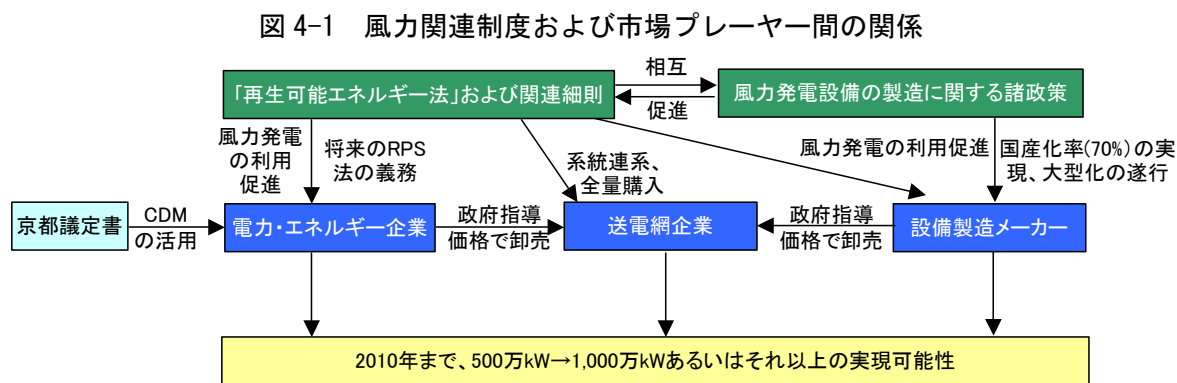 図 4-1 風力関連制度および市場プレーヤー間の関係
「再生可能エネルギー法」および関連細則
相互
促進
風力発電設備の製造に関する諸政策
風力発電
の利用
促進
将来のRPS
法の義務
系統連系、
全量購入
風力発電の利用促進
国産化率(70%)の実
現、大型化の遂行
京都議定書
CDM
の活用
電力・エネルギー企業
政府指導
価格で卸売
送電網企業
政府指導
価格で卸売
設備製造メーカー
2010年まで、500万kW→1,000万kWあるいはそれ以上の実現可能性